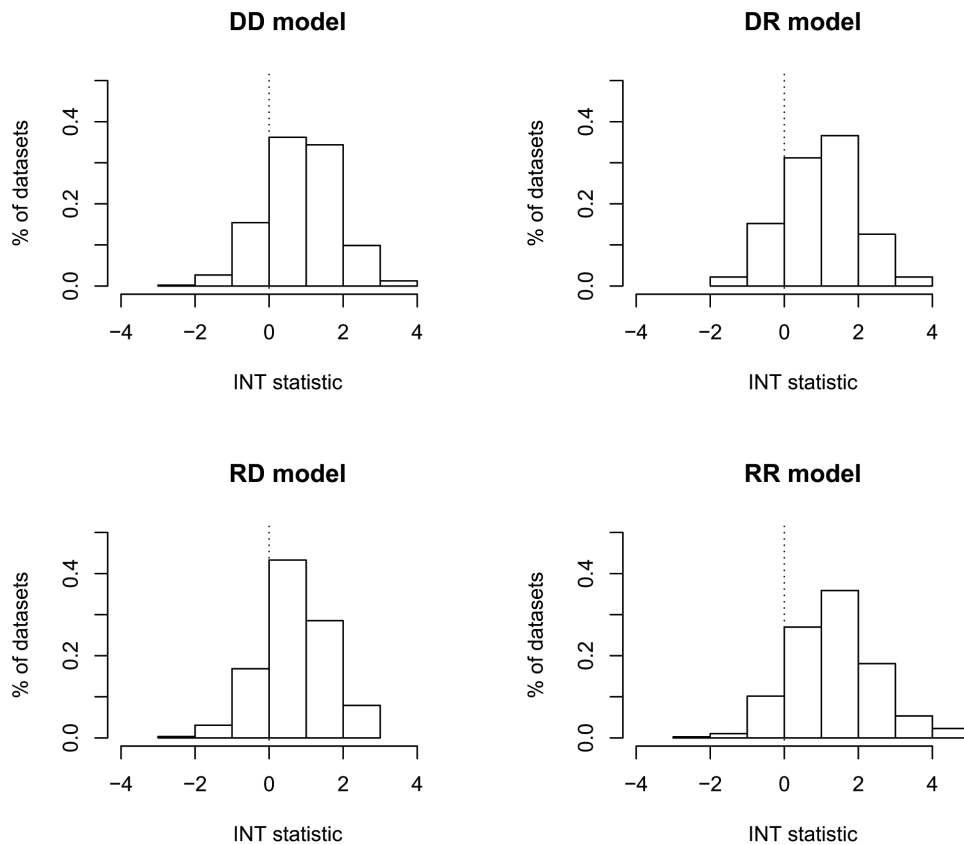 DD model
% of datasets
0.0 0.2 0.4
−4 −2 0 2 4
INT statistic
DR model
% of datasets
0.0 0.2 0.4
−4 −2 0 2 4
INT statistic
RD model
% of datasets
0.0 0.2 0.4
−4 −2 0 2 4
INT statistic
RR model
% of datasets
0.0 0.2 0.4
−4 −2 0 2 4
INT statistic